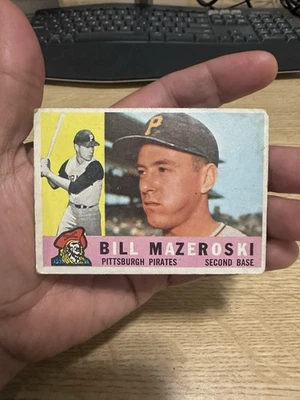 P
BILL MAZEROSKI
PITTSBURGH PIRATES SECOND BASE